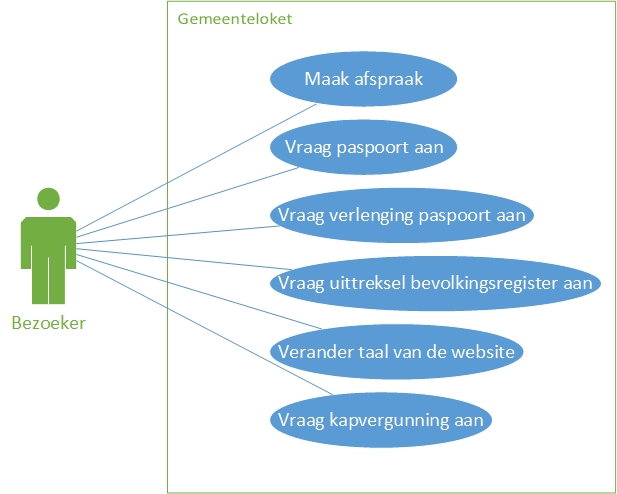 Gemeenteloket
Maak afspraak
Vraag paspoort aan
Vraag verlenging paspoort aan
Vraag uittreksel bevolkingsregister aan
Verander taal van de website
Vraag kapvergunning aan
Bezoeker